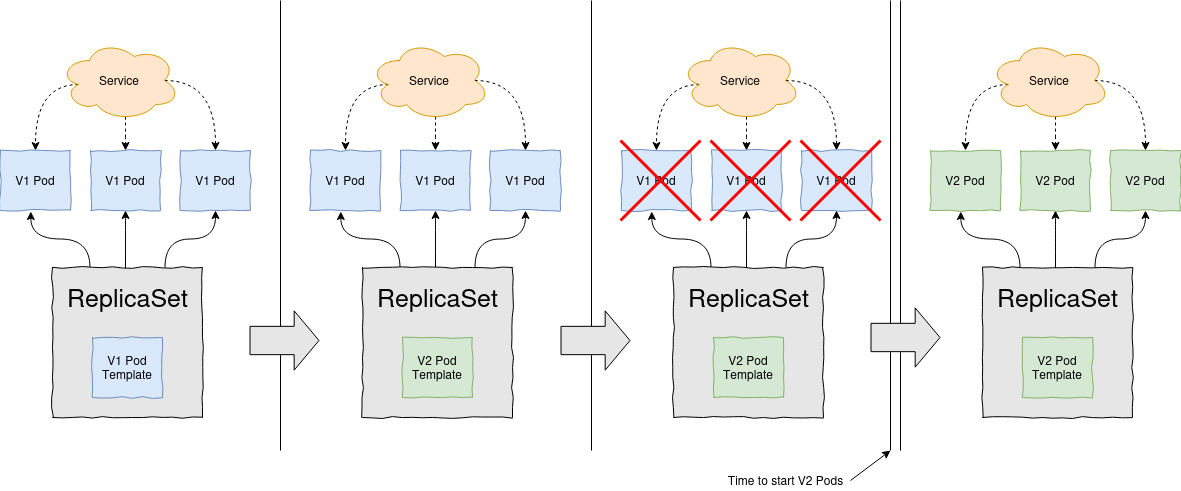 Service
V1 Pod
V1 Pod
V1 Pod
ReplicaSet
V1 Pod
Template
Service
V1 Pod
V1 Pod
V1 Pod
ReplicaSet
V2 Pod
Template
Service
V1 Pod
V1 Pod
V1 Pod
ReplicaSet
V2 Pod
Template
Time to start V2 Pods
Service
V2 Pod
V2 Pod
V2 Pod
ReplicaSet
V2 Pod
Template